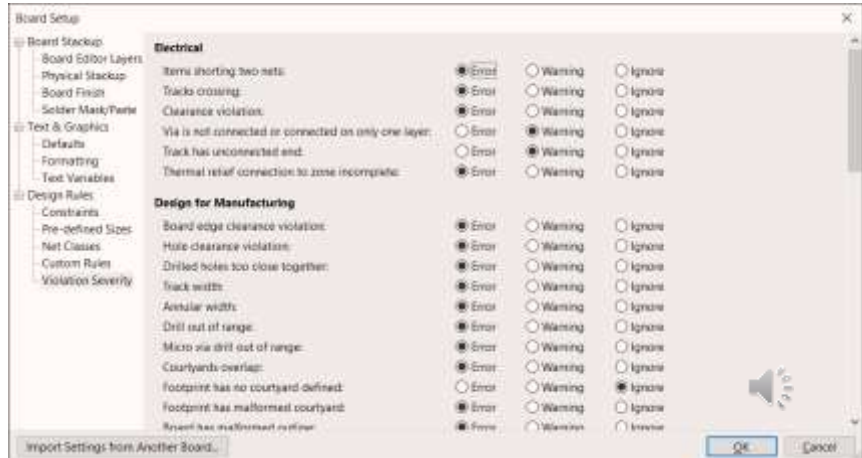 Board Setup
Board Stackup
Board Editor Layers
Physical Stackup
Board Finish
Solder Mask/Paste
Text & Graphics
Defaults
Formatting
Text Variables
Design Rules
Constraints
Pre-defined Sizes
Net Classes
Custom Rules
Violation Severity
Electrical
Items shorting two nets: Error Warning Ignore
Tracks crossing: Error Warning Ignore
Clearance violation: Error Warning Ignore
Via is not connected or connected on only one layer: Error Warning Ignore
Track has unconnected end: Error Warning Ignore
Thermal relief connection to zone incomplete: Error Warning Ignore
Design for Manufacturing
Board edge clearance violation: Error Warning Ignore
Hole clearance violation: Error Warning Ignore
Drilled holes too close together: Error Warning Ignore
Track width: Error Warning Ignore
Annular width: Error Warning Ignore
Drill out of range: Error Warning Ignore
Micro via drill out of range: Error Warning Ignore
Courtyards overlap: Error Warning Ignore
Footprint has no courtyard defined: Error Warning Ignore
Footprint has malformed courtyard: Error Warning Ignore
Board has malformed outline: Error Warning Ignore
Import Settings from Another Board... OK Cancel